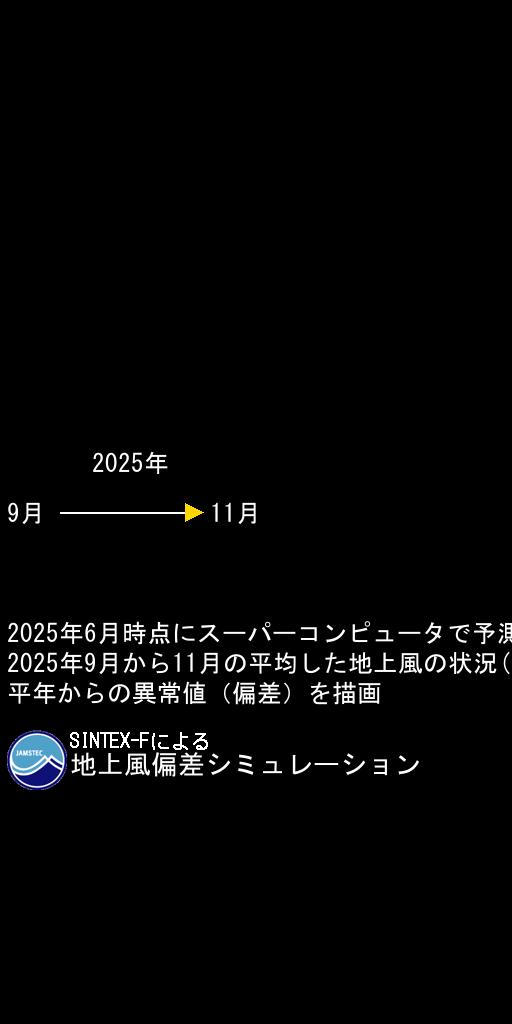 2025年
9月 11月
2025年6月時点にスーパーコンピュータで予測
2025年9月から11月の平均した地上風の状況(
平年からの異常値（偏差）を描画
SINTEX-Fによる
JAMSTEC
地上風偏差シミュレーション